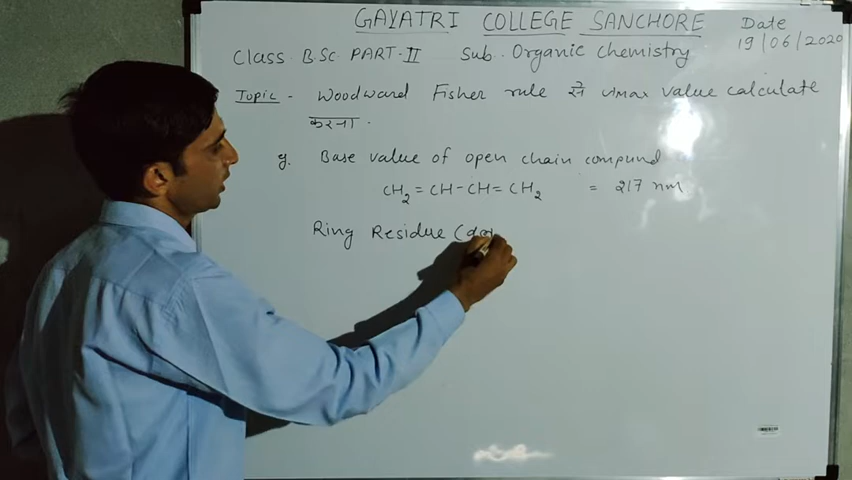 GAYATRI COLLEGE SANCHORE Date
19/06/2020
Class B.Sc. PART-II Sub. Organic Chemistry
Topic - Woodward Fisher rule से λmax value calculate
करना.
g. Base value of open chain compund
CH2=CH-CH=CH2 = 217 nm
Ring Residue (